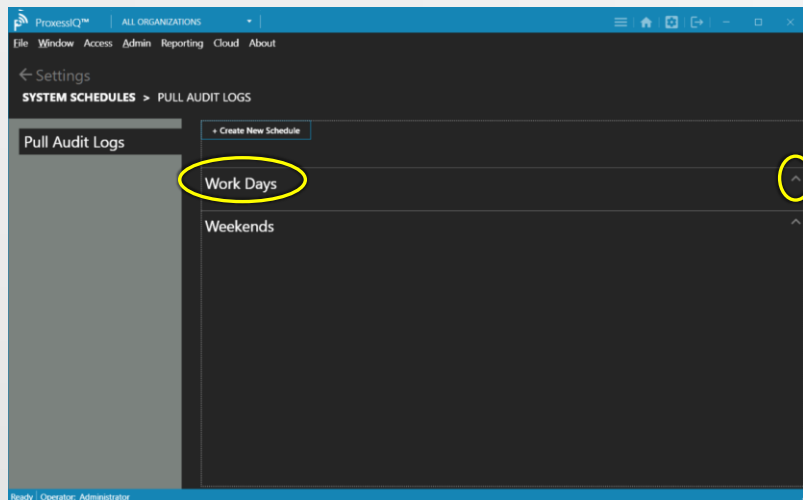 ProxessIQ™ ALL ORGANIZATIONS
File Window Access Admin Reporting Cloud About
Settings
SYSTEM SCHEDULES > PULL AUDIT LOGS
Pull Audit Logs
+ Create New Schedule
Work Days
Weekends
Ready Operator: Administrator